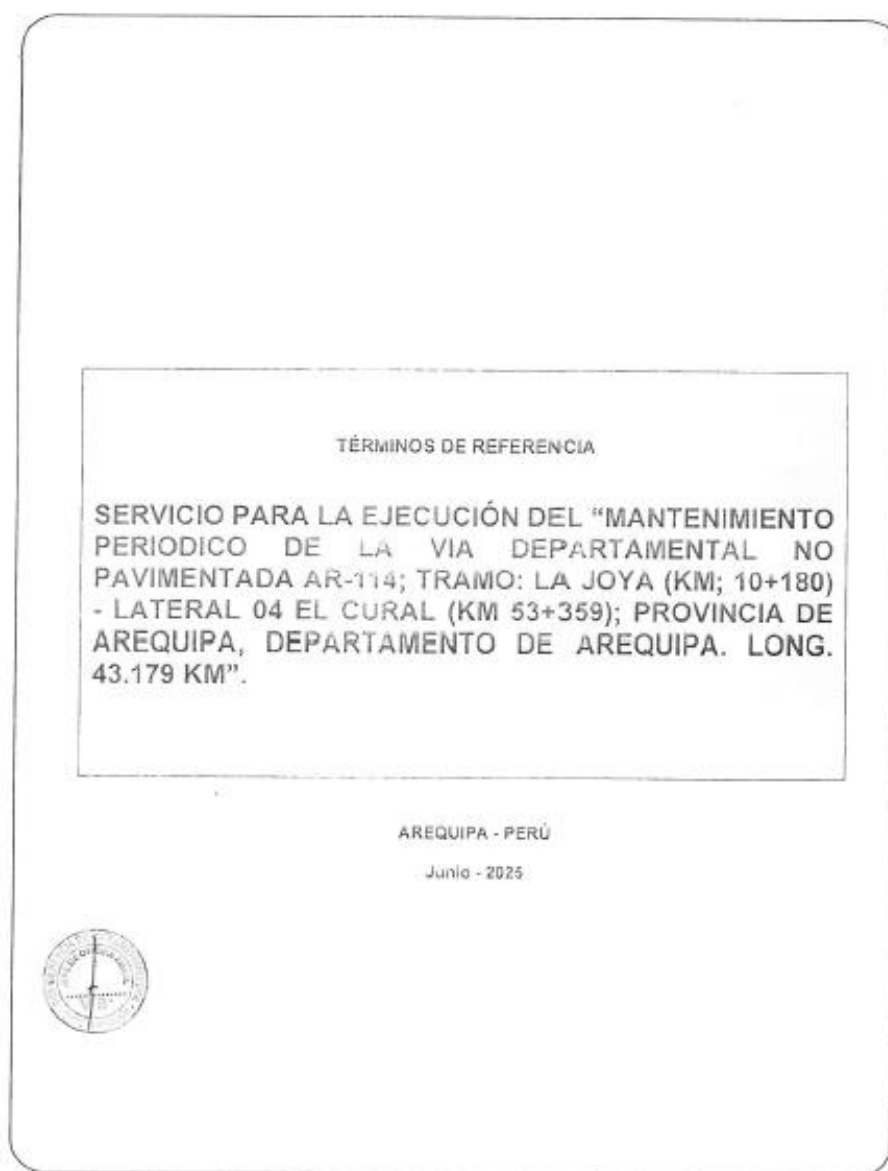 TÉRMINOS DE REFERENCIA
SERVICIO PARA LA EJECUCIÓN DEL “MANTENIMIENTO
PERIODICO DE LA VIA DEPARTAMENTAL NO
PAVIMENTADA AR-114; TRAMO: LA JOYA (KM; 10+180)
- LATERAL 04 EL CURAL (KM 53+359); PROVINCIA DE
AREQUIPA, DEPARTAMENTO DE AREQUIPA. LONG.
43.179 KM”.
AREQUIPA - PERÚ
Junio - 2025